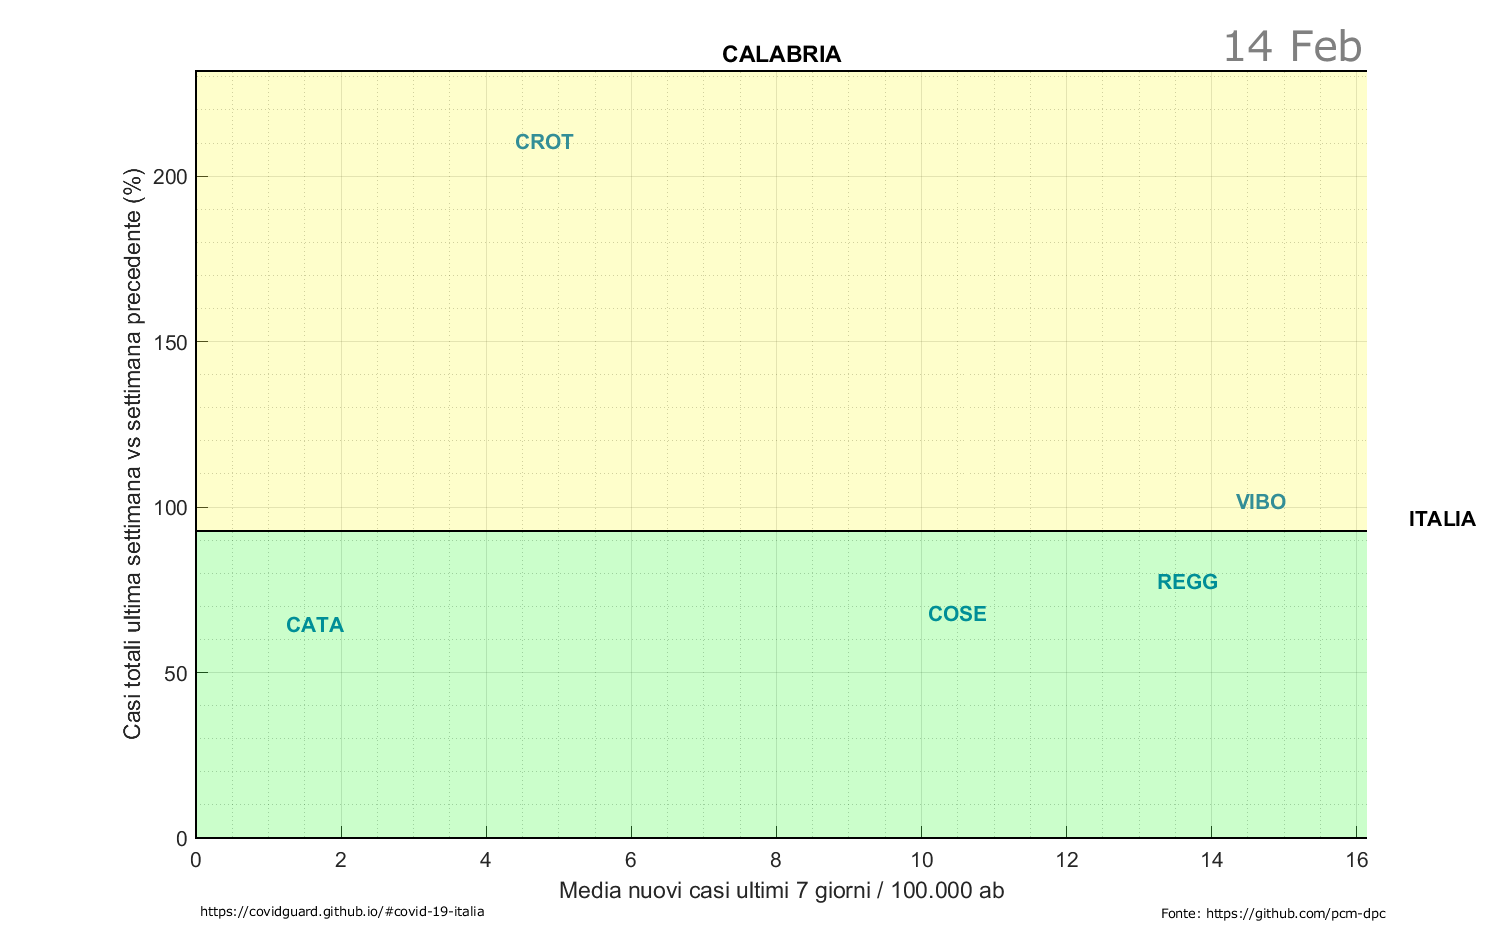 CALABRIA
14 Feb
CROT
VIBO
ITALIA
REGG
COSE
CATA
Casi totali ultima settimana vs settimana precedente (%)
200
150
100
50
0
0 2 4 6 8 10 12 14 16
Media nuovi casi ultimi 7 giorni / 100.000 ab
https://covidguard.github.io/#covid-19-italia
Fonte: https://github.com/pcm-dpc